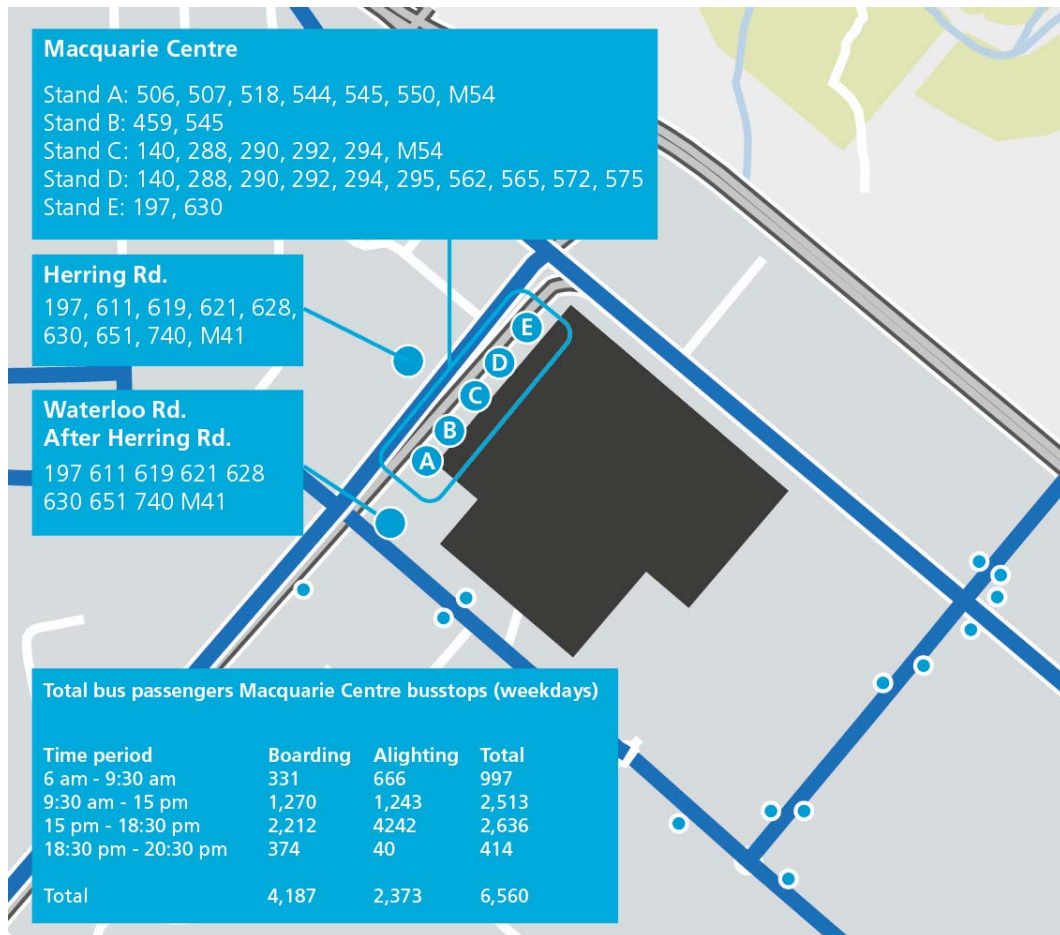 Macquarie Centre
Stand A: 506, 507, 518, 544, 545, 550, M54
Stand B: 459, 545
Stand C: 140, 288, 290, 292, 294, M54
Stand D: 140, 288, 290, 292, 294, 295, 562, 565, 572, 575
Stand E: 197, 630
Herring Rd.
197, 611, 619, 621, 628,
630, 651, 740, M41
Waterloo Rd.
After Herring Rd.
197 611 619 621 628
630 651 740 M41
E
D
C
B
A
Total bus passengers Macquarie Centre busstops (weekdays)
Time period Boarding Alighting Total
6 am - 9:30 am 331 666 997
9:30 am - 15 pm 1,270 1,243 2,513
15 pm - 18:30 pm 2,212 4242 2,636
18:30 pm - 20:30 pm 374 40 414
Total 4,187 2,373 6,560